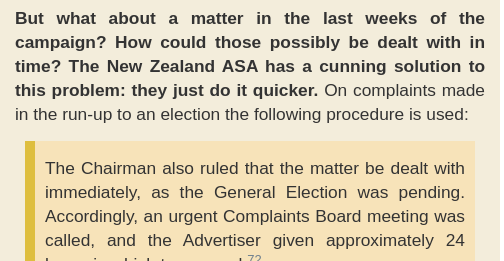 But what about a matter in the last weeks of the
campaign? How could those possibly be dealt with in
time? The New Zealand ASA has a cunning solution to
this problem: they just do it quicker. On complaints made
in the run-up to an election the following procedure is used:
The Chairman also ruled that the matter be dealt with
immediately, as the General Election was pending.
Accordingly, an urgent Complaints Board meeting was
called, and the Advertiser given approximately 24
72